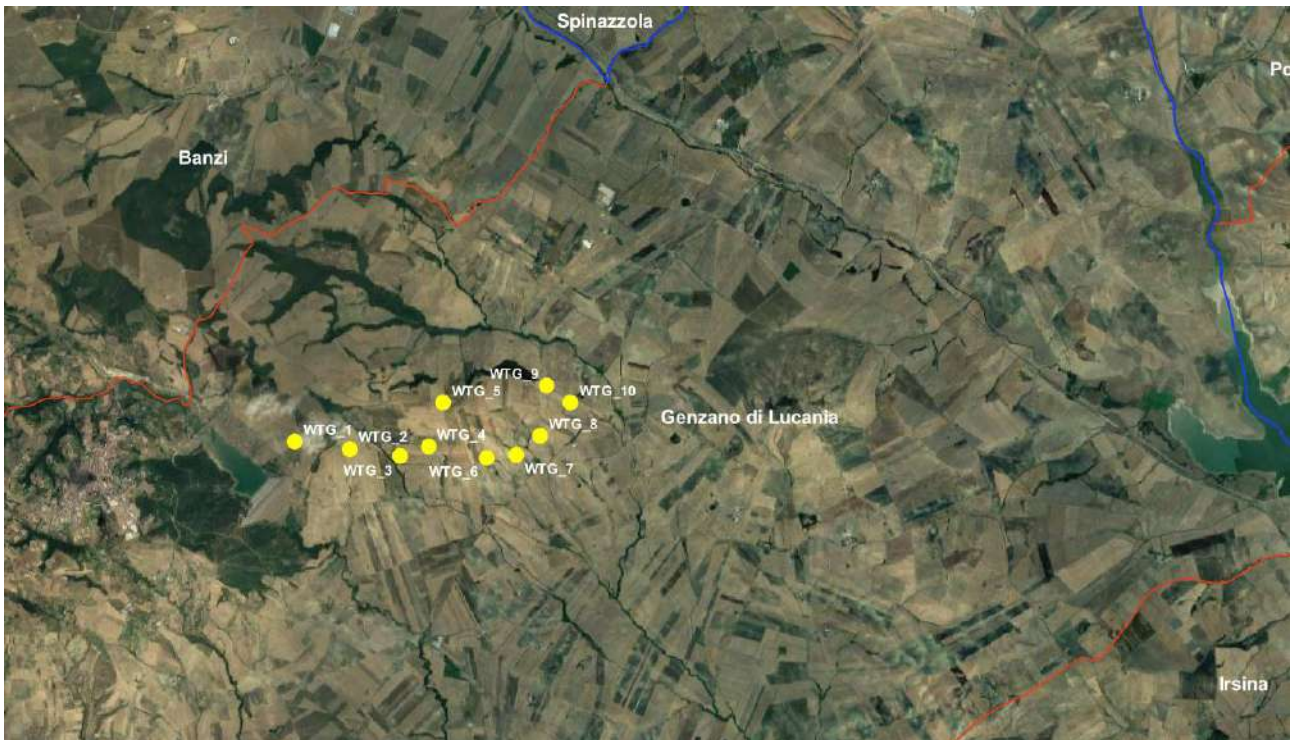 Spinazzola
Po
Banzi
WTG_9
WTG_5
WTG_10
Genzano di Lucania
WTG_8
WTG_1
WTG_2
WTG_4
WTG_3
WTG_6
WTG_7
Irsina